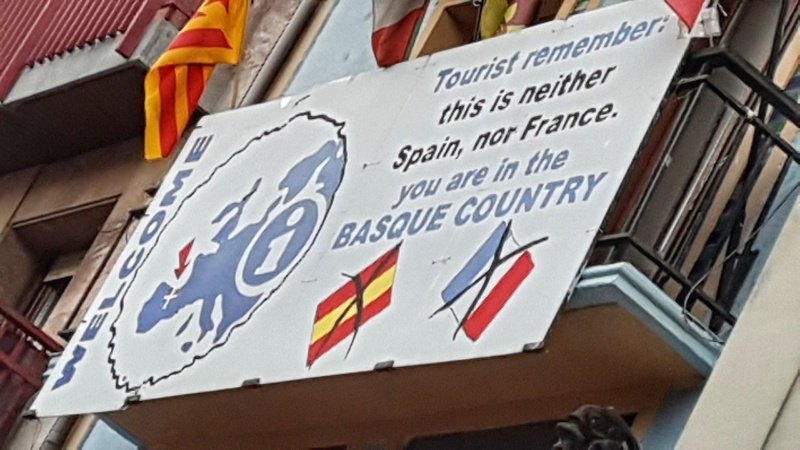 WELCOME
i
Tourist remember:
this is neither
Spain, nor France.
you are in the
BASQUE COUNTRY